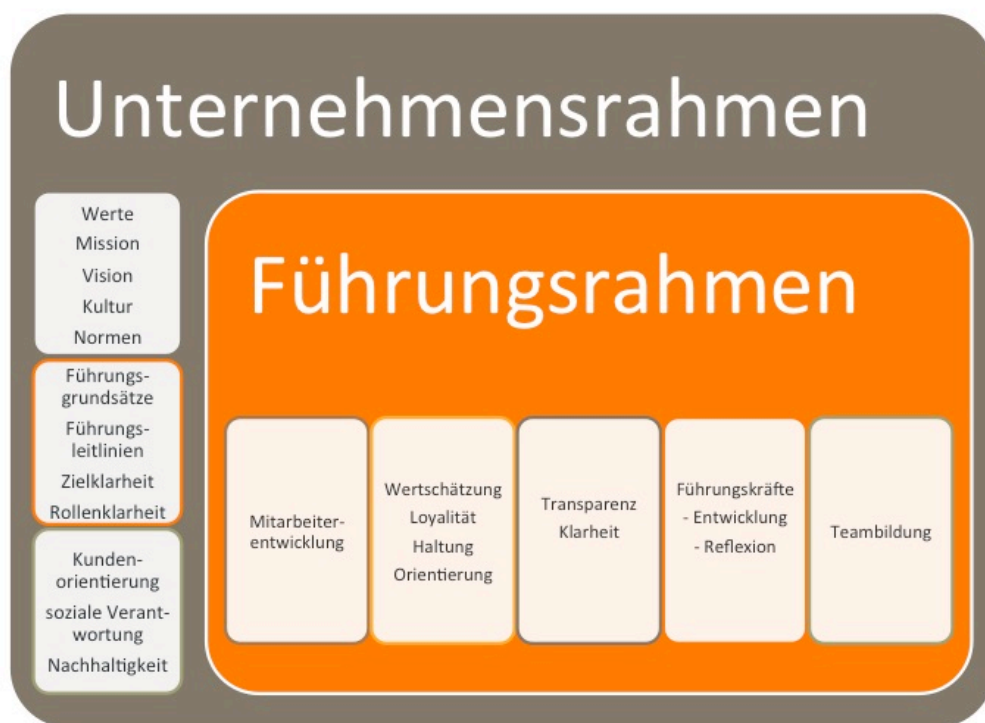 Unternehmensrahmen
Werte
Mission
Vision
Kultur
Normen
Führungs-
grundsätze
Führungs-
leitlinien
Zielklarheit
Rollenklarheit
Kunden-
orientierung
soziale Verant-
wortung
Nachhaltigkeit
Führungsrahmen
Mitarbeiter-
entwicklung
Wertschätzung
Loyalität
Haltung
Orientierung
Transparenz
Klarheit
Führungskräfte
- Entwicklung
- Reflexion
Teambildung